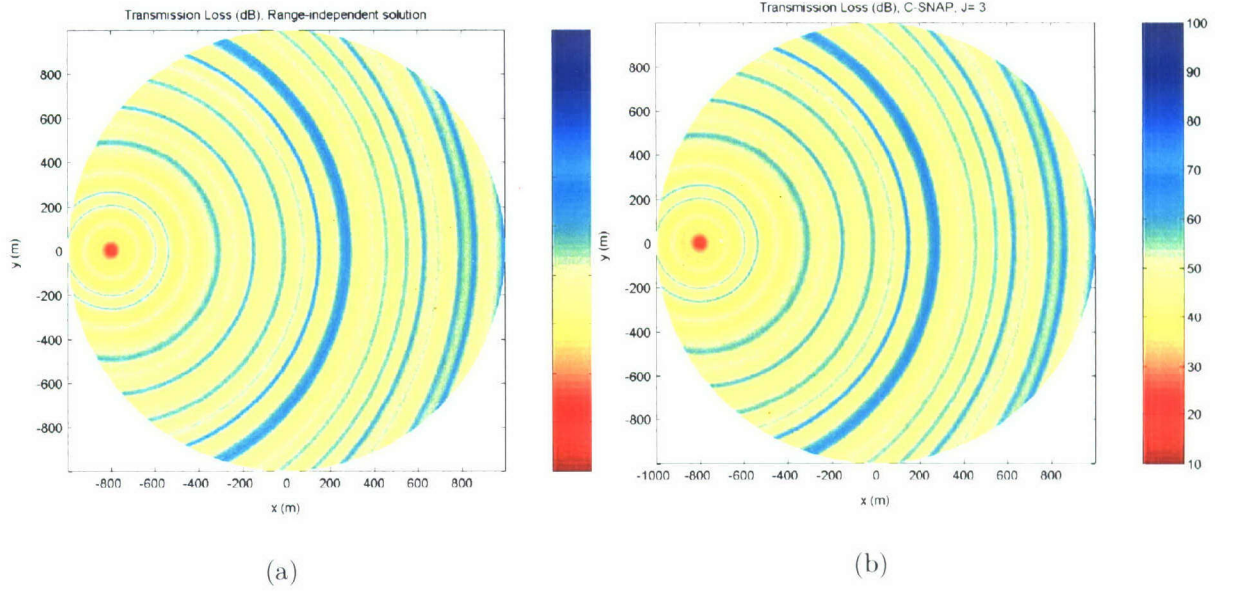 Transmission Loss (dB), Range-independent solution
800
600
400
200
0
-200
-400
-600
-800
y (m)
-800 -600 -400 -200 0 200 400 600 800
x (m)
(a)
Transmission Loss (dB), C-SNAP, J= 3
800
600
400
200
0
-200
-400
-600
-800
y (m)
-1000 -800 -600 -400 -200 0 200 400 600 800
x (m)
100
90
80
70
60
50
40
30
20
10
(b)